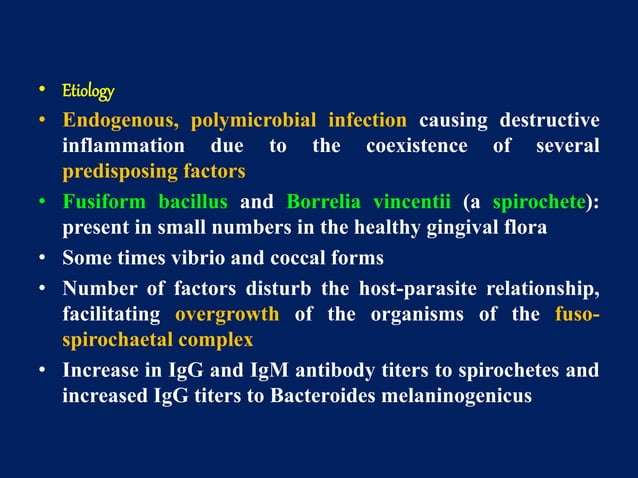 • Etiology
• Endogenous, polymicrobial infection causing destructive
inflammation due to the coexistence of several
predisposing factors
• Fusiform bacillus and Borrelia vincentii (a spirochete):
present in small numbers in the healthy gingival flora
• Some times vibrio and coccal forms
• Number of factors disturb the host-parasite relationship,
facilitating overgrowth of the organisms of the fuso-
spirochaetal complex
• Increase in IgG and IgM antibody titers to spirochetes and
increased IgG titers to Bacteroides melaninogenicus